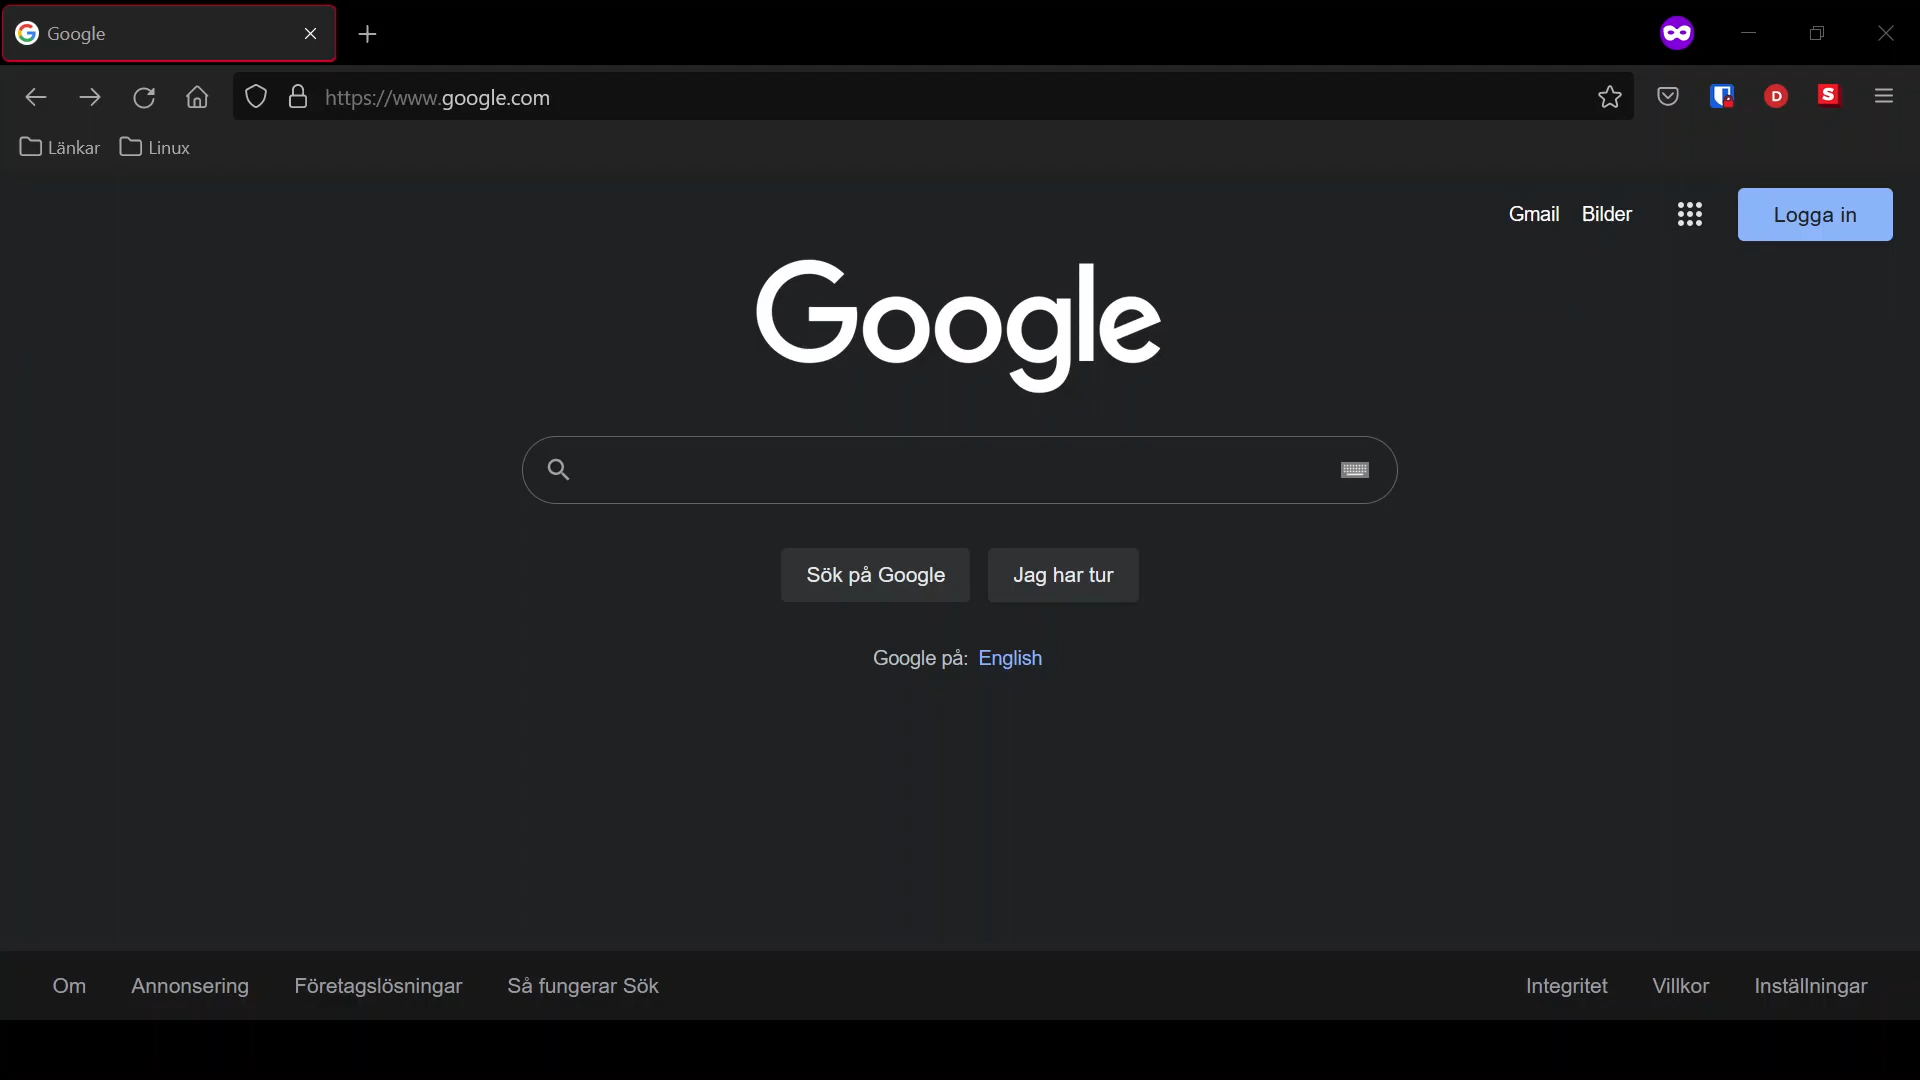 Google
https://www.google.com
D
S
Länkar Linux
Gmail Bilder Logga in
Google
Sök på Google Jag har tur
Google på: English
Om Annonsering Företagslösningar Så fungerar Sök Integritet Villkor Inställningar